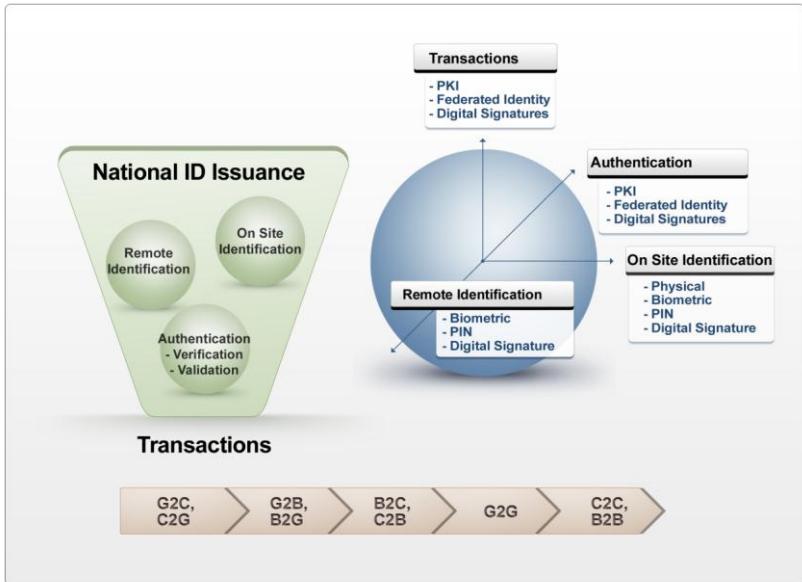 National ID Issuance
On Site
Identification
Remote
Identification
Authentication
- Verification
- Validation
Transactions
Transactions
- PKI
- Federated Identity
- Digital Signatures
Authentication
- PKI
- Federated Identity
- Digital Signatures
On Site Identification
- Physical
- Biometric
- PIN
- Digital Signature
Remote Identification
- Biometric
- PIN
- Digital Signature
G2C,
C2G
G2B,
B2G
B2C,
C2B
G2G
C2C,
B2B